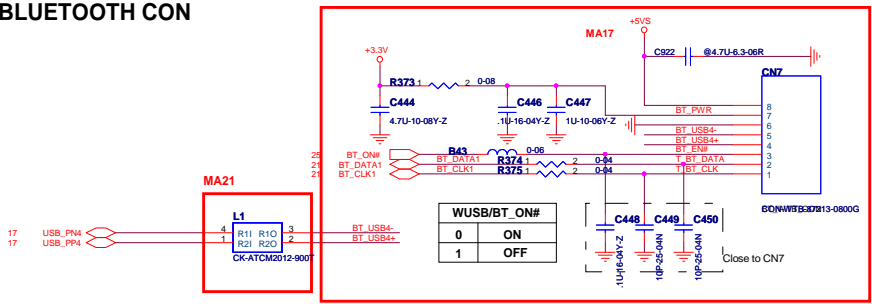 BLUETOOTH CON
+5VS
MA17
+3.3V
C922 @4.7U-6.3-06R
CN7
R373 1 2 0-08
C444 C446 C447
4.7U-10-08Y-Z .1U-16-04Y-Z 1U-10-06Y-Z
8
BT_PWR 7
6
BT_USB4- 5
BT_USB4+ 4
25 BT_ON# B43 0-06 BT_EN# 3
21 BT_DATA1 BT_DATA1 R374 1 2 0-04 T_BT_DATA 2
21 BT_CLK1 BT_CLK1 R375 1 2 0-04 T_BT_CLK 1
MA21
L1
17 USB_PN4 4 R1I R1O 3 BT_USB4-
17 USB_PP4 1 R2I R2O 2 BT_USB4+
CK-ATCM2012-900T
WUSB/BT_ON#
0 ON
1 OFF
C448 C449 C450
.1U-16-04Y-Z 10P-25-04N 10P-25-04N
Close to CN7